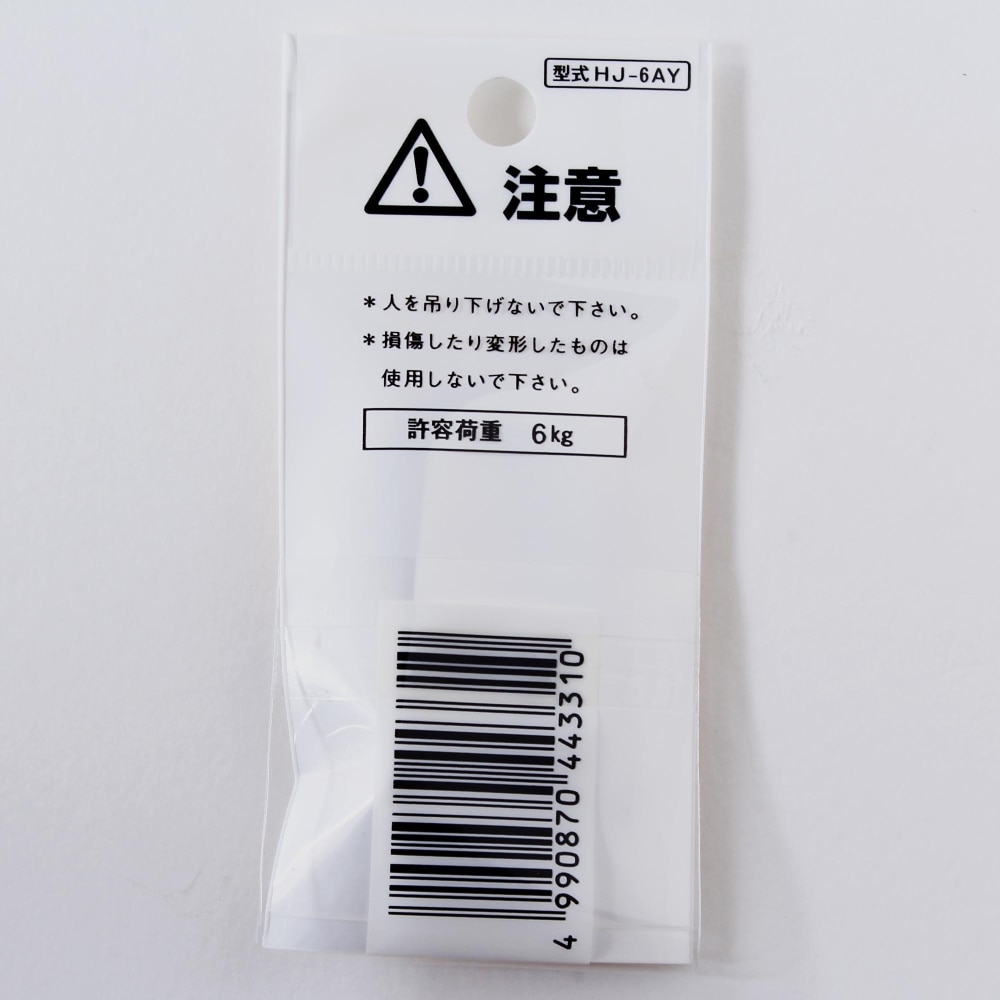 型式HJ-6AY
注意
＊人を吊り下げないで下さい。
＊損傷したり変形したものは
使用しないで下さい。
許容荷重 6kg
4 990870 443310